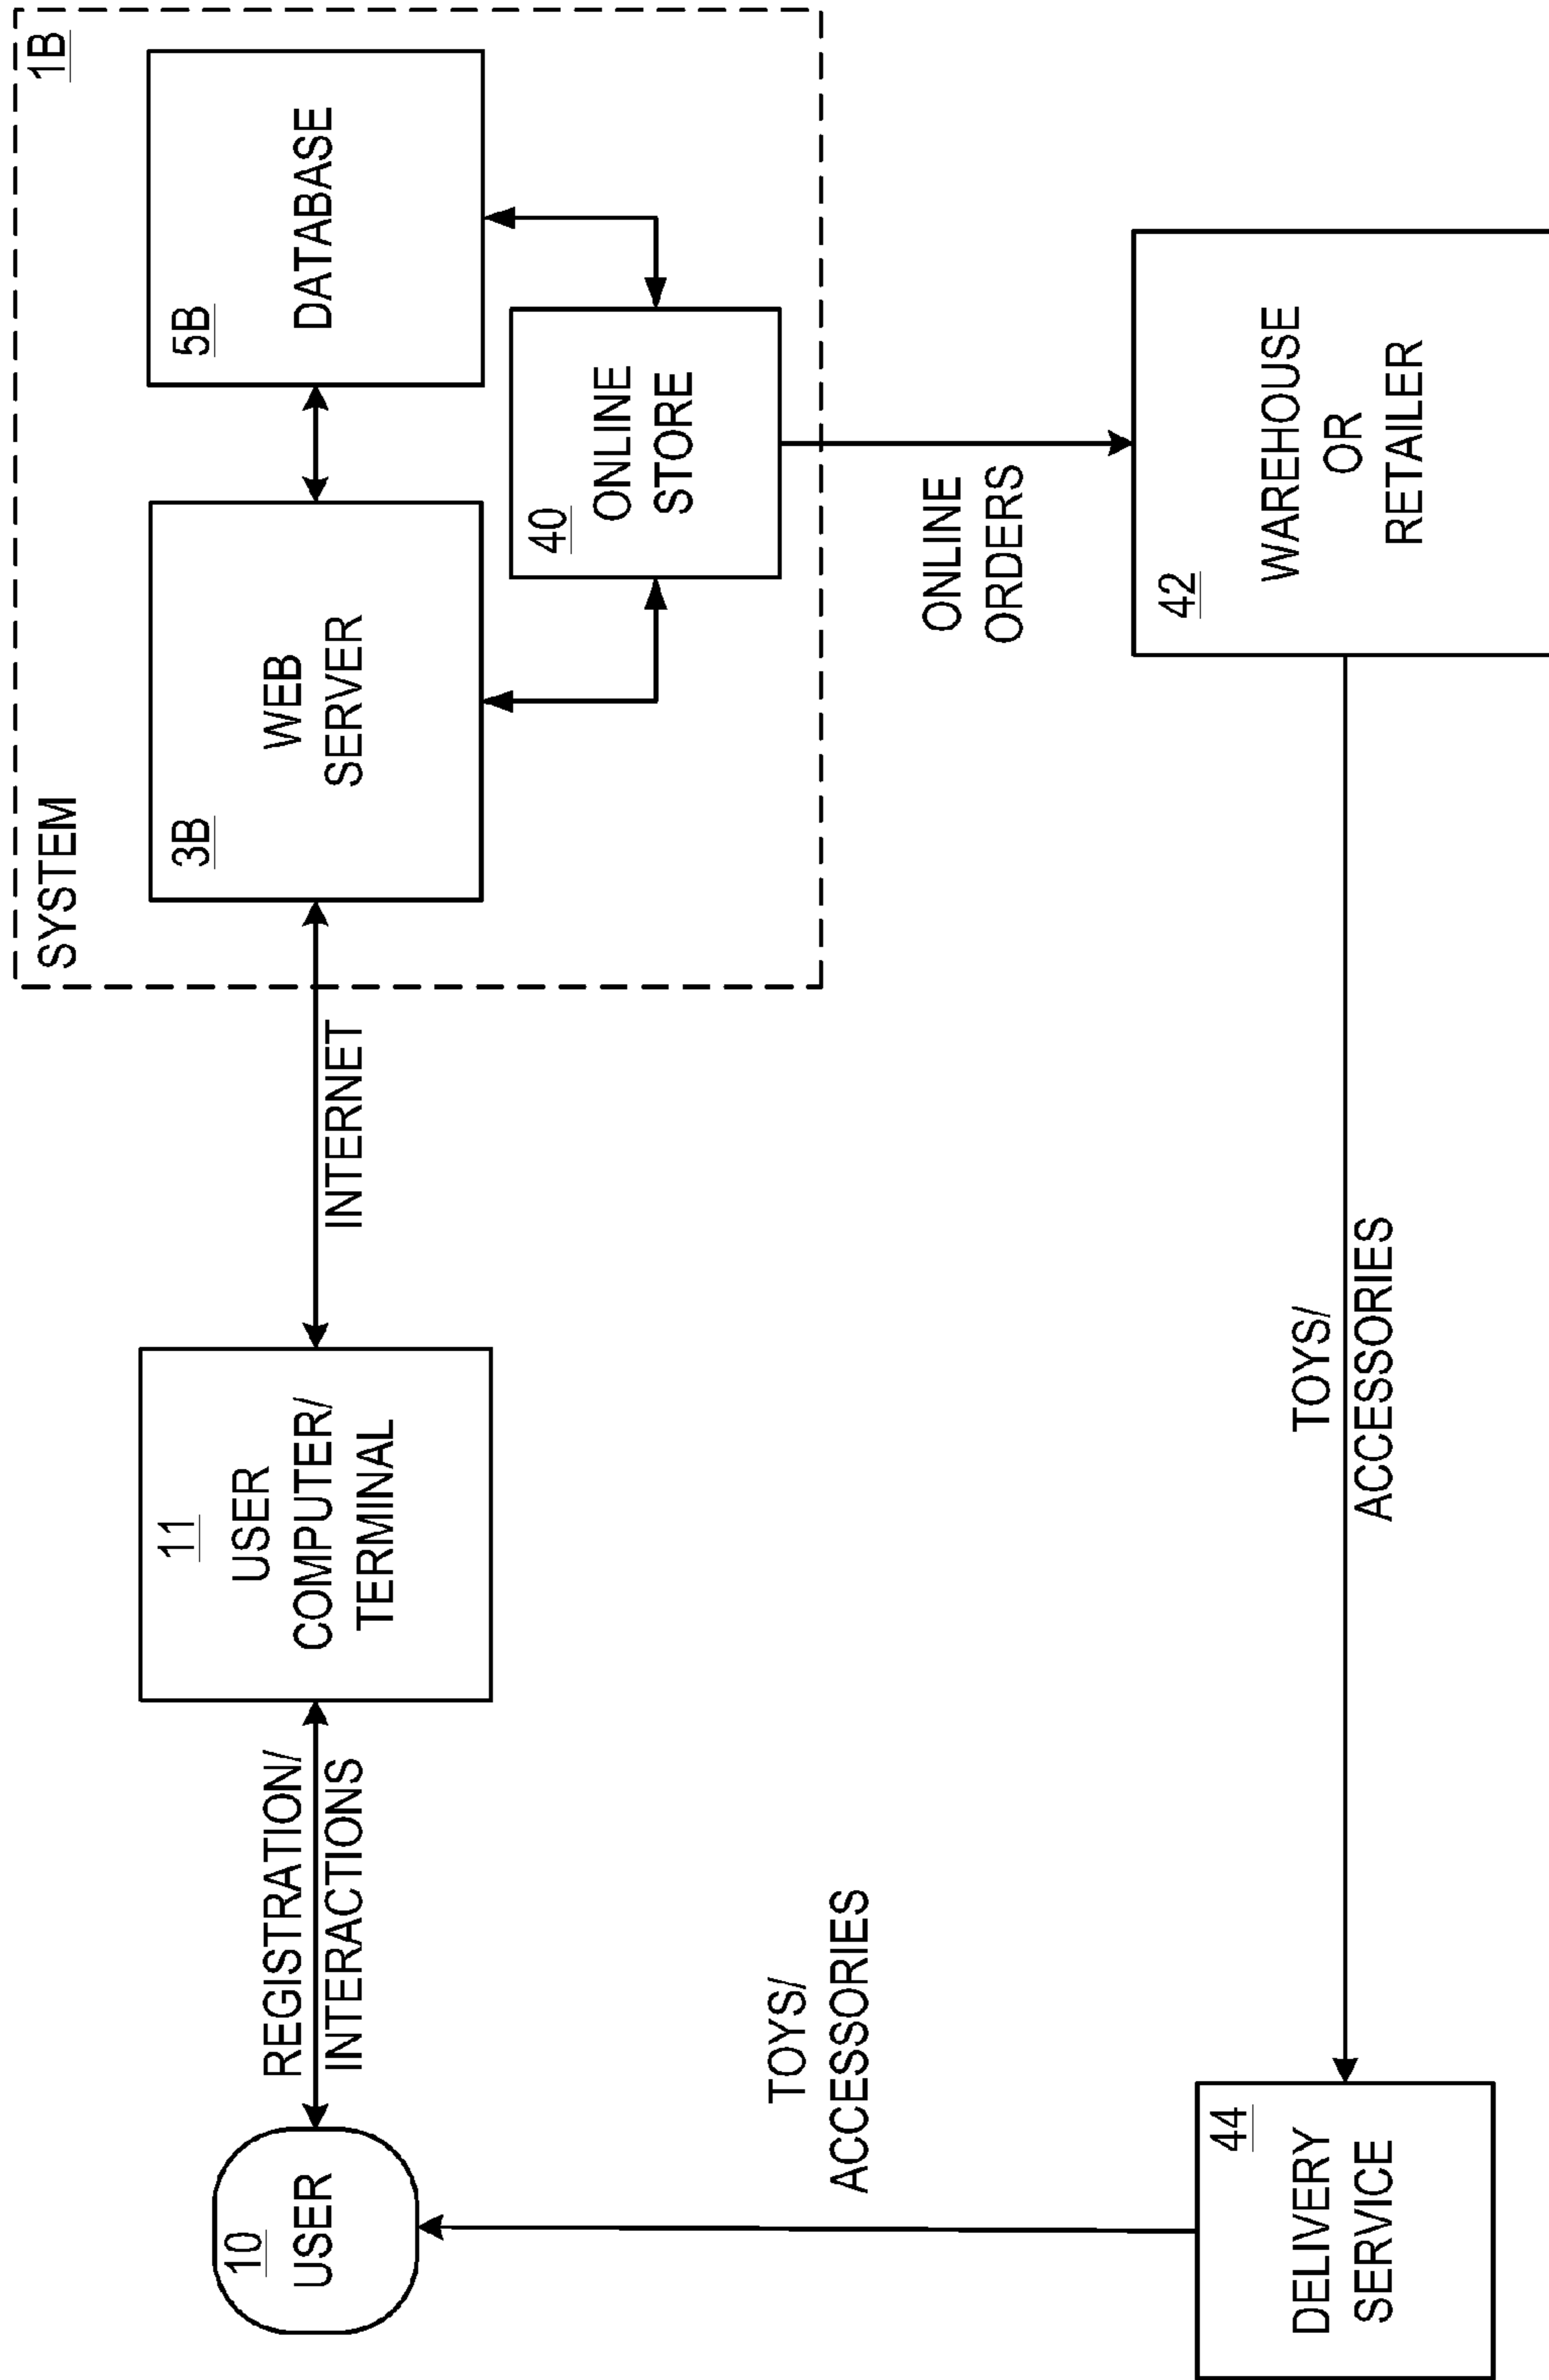 SYSTEM
1B
10
USER
REGISTRATION/
INTERACTIONS
11
USER
COMPUTER/
TERMINAL
INTERNET
3B
WEB
SERVER
5B
DATABASE
40
ONLINE
STORE
ONLINE
ORDERS
TOYS/
ACCESSORIES
44
DELIVERY
SERVICE
TOYS/
ACCESSORIES
42
WAREHOUSE
OR
RETAILER